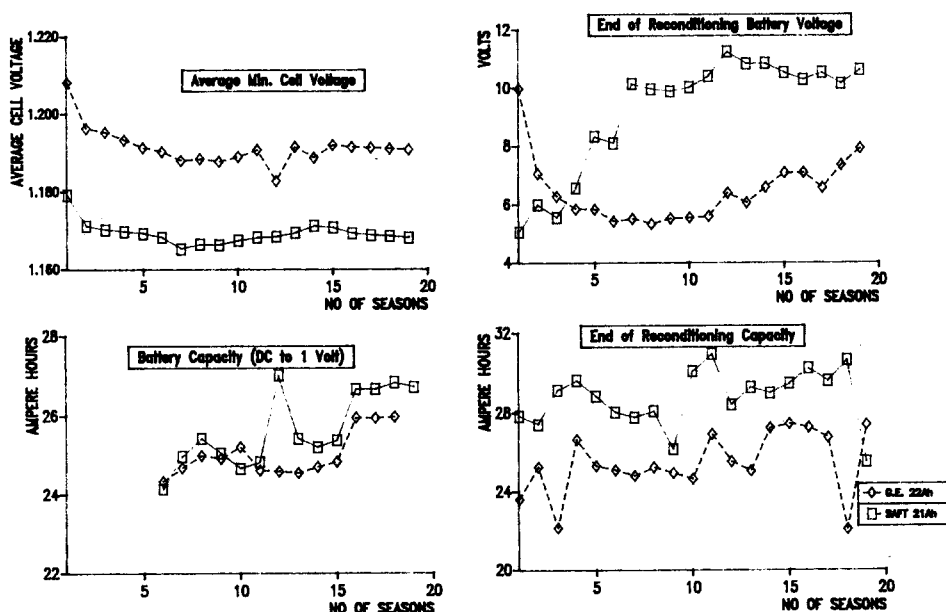 Average Min. Cell Voltage
AVERAGE CELL VOLTAGE
1.220
1.200
1.180
1.160
5
10
15
20
NO OF SEASONS
End of Reconditioning Battery Voltage
VOLTS
12
10
8
6
4
1
5
10
15
20
NO OF SEASONS
Battery Capacity (DC to 1 Volt)
AMPERE HOURS
28
26
24
22
1
5
10
15
20
NO OF SEASONS
End of Reconditioning Capacity
AMPERE HOURS
32
28
24
20
5
10
15
20
NO OF SEASONS
G.E. 22Ah
SAFT 21Ah